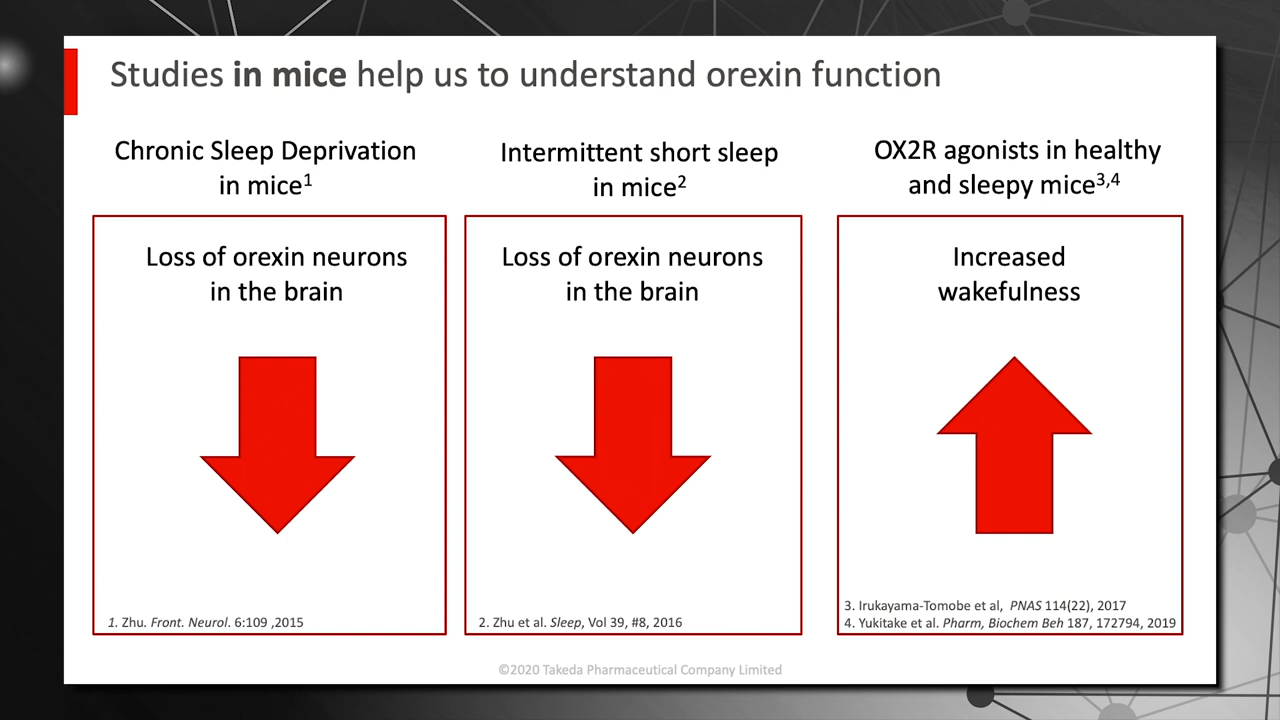 Studies in mice help us to understand orexin function
Chronic Sleep Deprivation
in mice1
Loss of orexin neurons
in the brain
1. Zhu. Front. Neurol. 6:109 ,2015
Intermittent short sleep
in mice2
Loss of orexin neurons
in the brain
2. Zhu et al. Sleep, Vol 39, #8, 2016
OX2R agonists in healthy
and sleepy mice3,4
Increased
wakefulness
3. Irukayama-Tomobe et al, PNAS 114(22), 2017
4. Yukitake et al. Pharm, Biochem Beh 187, 172794, 2019
©2020 Takeda Pharmaceutical Company Limited